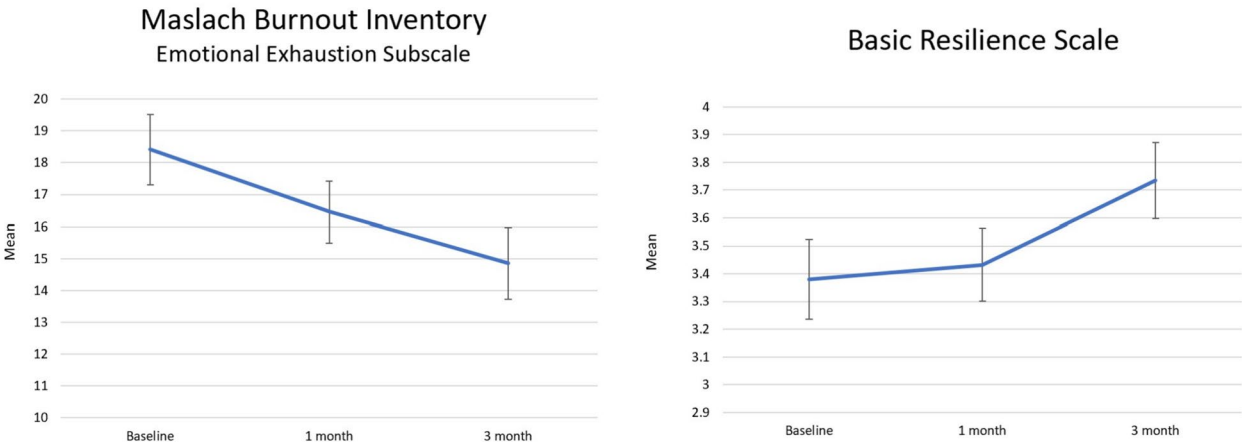 Maslach Burnout Inventory
Emotional Exhaustion Subscale
20
19
18
17
16
15
14
13
12
11
10
Mean
Baseline
1 month
3 month
Basic Resilience Scale
4
3.9
3.8
3.7
3.6
3.5
3.4
3.3
3.2
3.1
3
2.9
Mean
Baseline
1 month
3 month